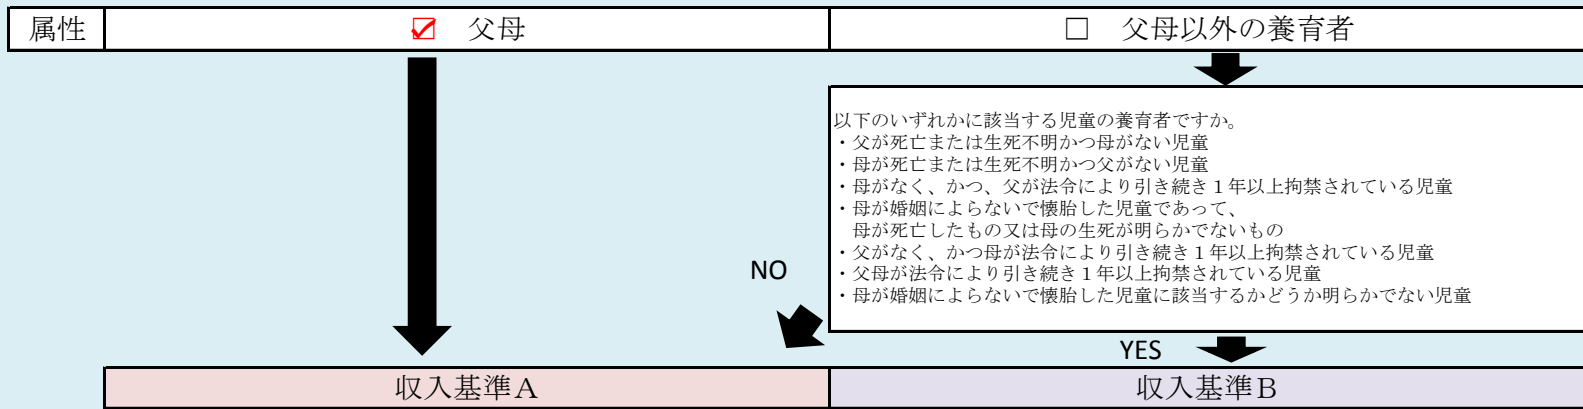 属性
☑ 父母
□ 父母以外の養育者
以下のいずれかに該当する児童の養育者ですか。
・父が死亡または生死不明かつ母がない児童
・母が死亡または生死不明かつ父がない児童
・母がなく、かつ、父が法令により引き続き１年以上拘禁されている児童
・母が婚姻によらないで懐胎した児童であって、
　母が死亡したもの又は母の生死が明らかでないもの
・父がなく、かつ母が法令により引き続き１年以上拘禁されている児童
・父母が法令により引き続き１年以上拘禁されている児童
・母が婚姻によらないで懐胎した児童に該当するかどうか明らかでない児童
NO
YES
収入基準Ａ
収入基準Ｂ